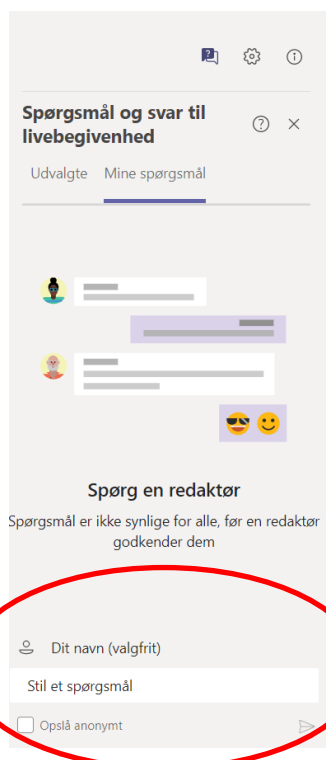 Spørgsmål og svar til
livebegivenhed
Udvalgte Mine spørgsmål
Spørg en redaktør
Spørgsmål er ikke synlige for alle, før en redaktør
godkender dem
Dit navn (valgfrit)
Stil et spørgsmål
Opslå anonymt